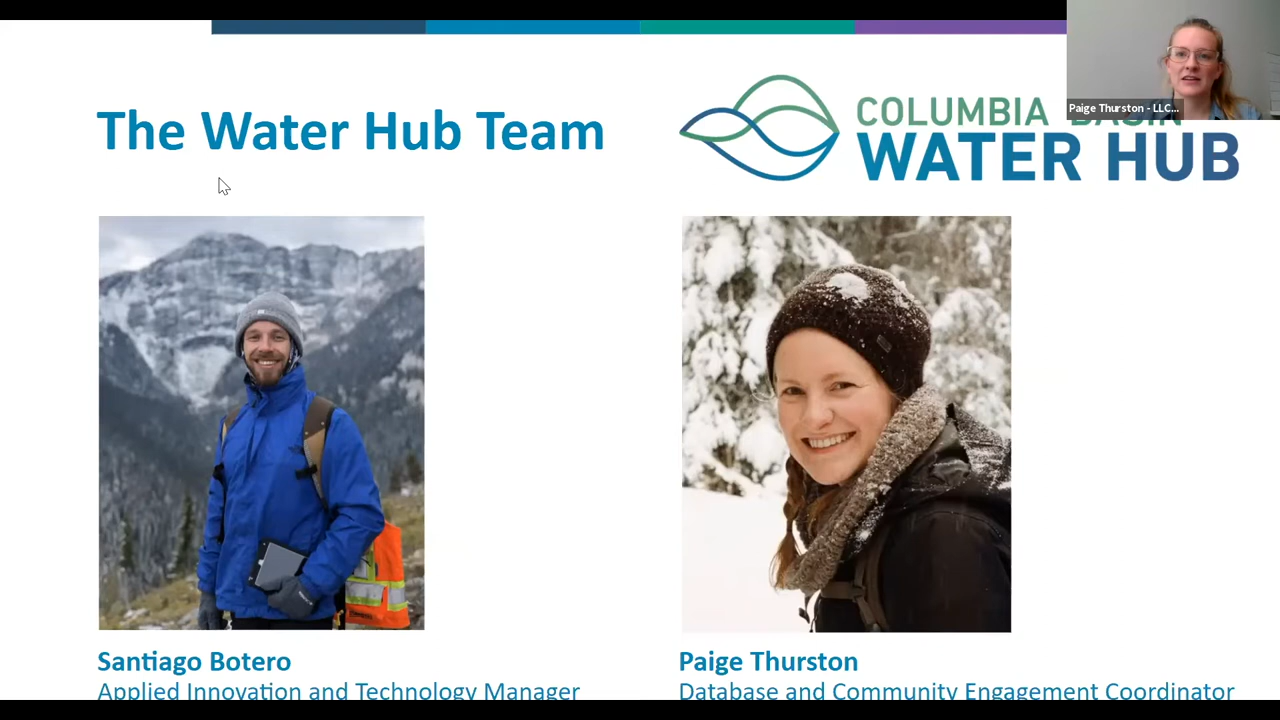 Paige Thurston - LLC...
The Water Hub Team
COLUMBIA BASIN
WATER HUB
Santiago Botero
Applied Innovation and Technology Manager
Paige Thurston
Database and Community Engagement Coordinator